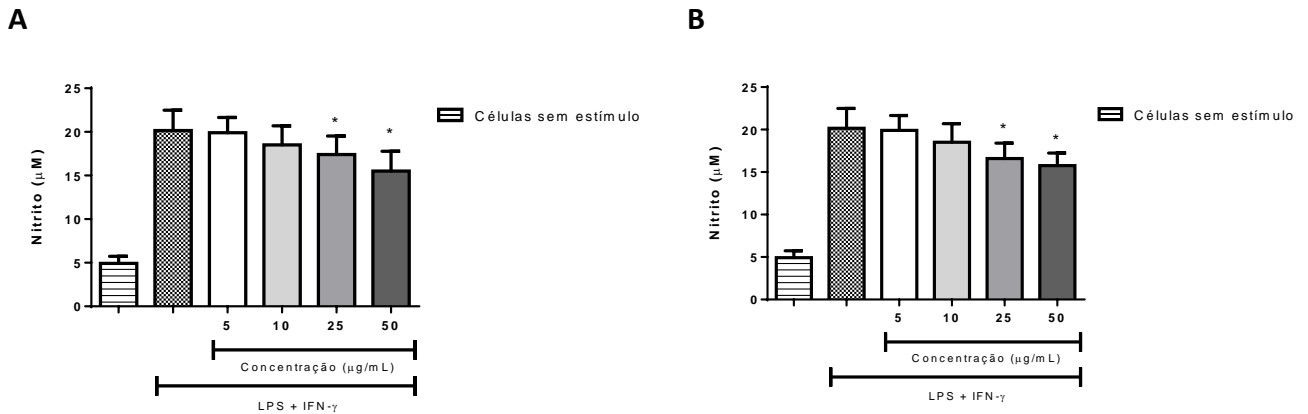 A
25
20
15
10
5
0
Nitrito (μM)
* *
Células sem estímulo
5 10 25 50
Concentração (μg/mL)
LPS + IFN-γ
B
25
20
15
10
5
0
Nitrito (μM)
* *
Células sem estímulo
5 10 25 50
Concentração (μg/mL)
LPS + IFN-γ